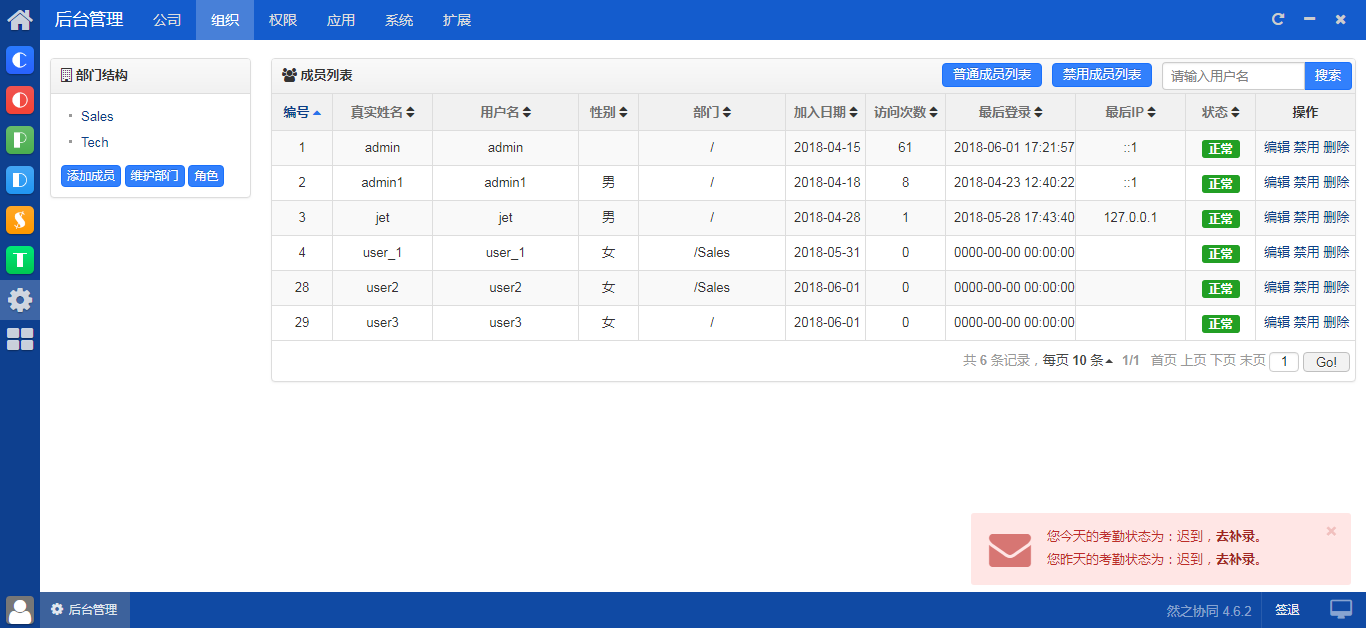 后台管理 公司 组织 权限 应用 系统 扩展
部门结构
Sales
Tech
添加成员 维护部门 角色
成员列表 普通成员列表 禁用成员列表 请输入用户名 搜索
编号 真实姓名 用户名 性别 部门 加入日期 访问次数 最后登录 最后IP 状态 操作
1 admin admin / 2018-04-15 61 2018-06-01 17:21:57 ::1 正常 编辑 禁用 删除
2 admin1 admin1 男 / 2018-04-18 8 2018-04-23 12:40:22 ::1 正常 编辑 禁用 删除
3 jet jet 男 / 2018-04-28 1 2018-05-28 17:43:40 127.0.0.1 正常 编辑 禁用 删除
4 user_1 user_1 女 /Sales 2018-05-31 0 0000-00-00 00:00:00 正常 编辑 禁用 删除
28 user2 user2 女 /Sales 2018-06-01 0 0000-00-00 00:00:00 正常 编辑 禁用 删除
29 user3 user3 女 / 2018-06-01 0 0000-00-00 00:00:00 正常 编辑 禁用 删除
共 6 条记录，每页 10 条 1/1 首页 上页 下页 末页 1 Go!
您今天的考勤状态为：迟到，去补录。
您昨天的考勤状态为：迟到，去补录。
后台管理 然之协同 4.6.2 签退